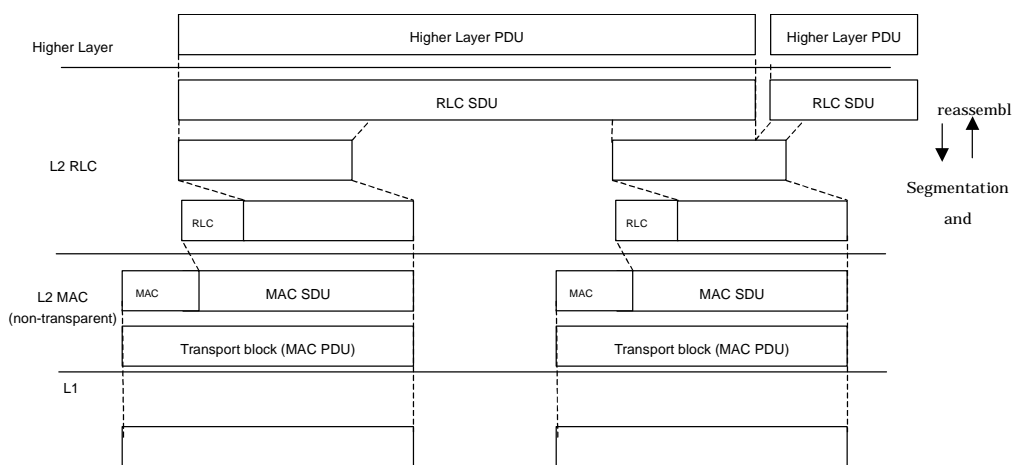 Higher Layer PDU
Higher Layer PDU
Higher Layer
RLC SDU
RLC SDU
reassembl
L2 RLC
Segmentation
and
RLC
RLC
L2 MAC
(non-transparent)
MAC
MAC SDU
MAC
MAC SDU
Transport block (MAC PDU)
Transport block (MAC PDU)
L1